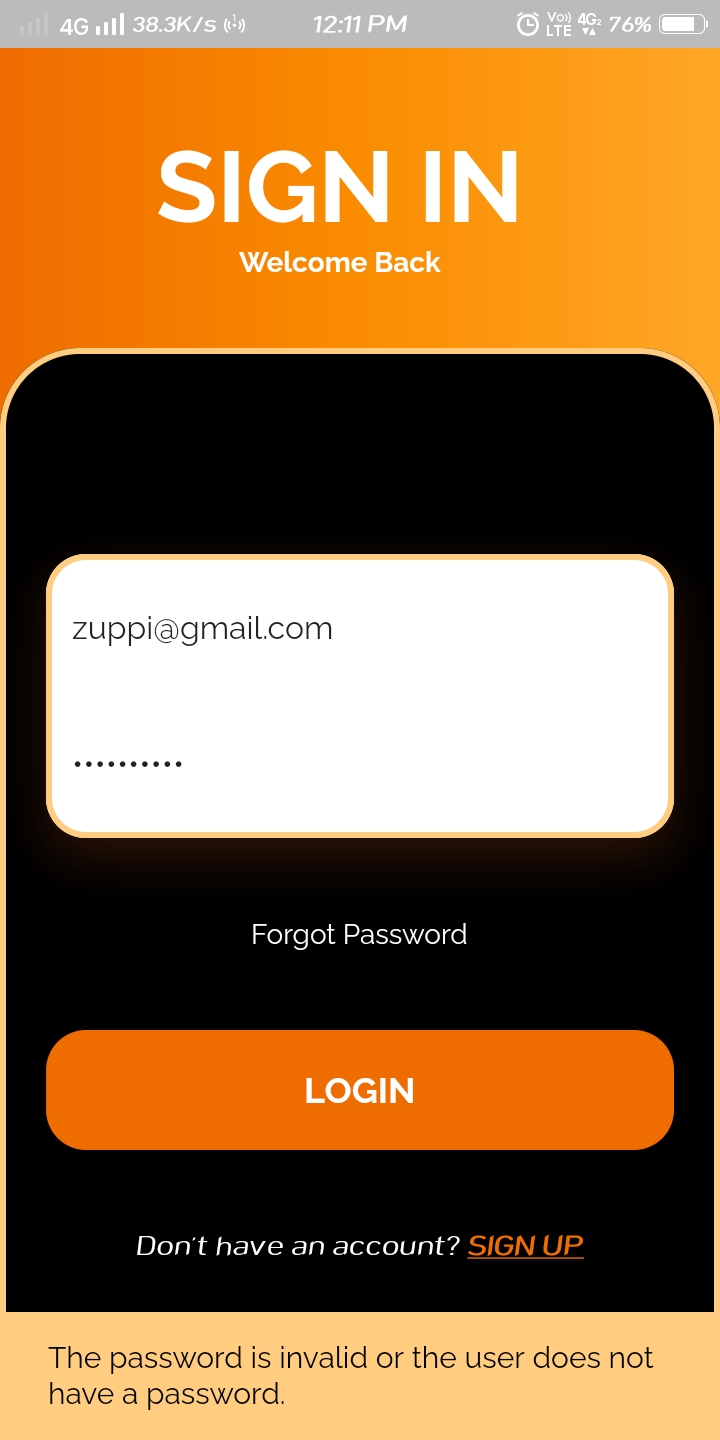 4G 38.3K/s 12:11 PM Vo)) LTE 4G2 76%
SIGN IN
Welcome Back
zuppi@gmail.com
••••••••••
Forgot Password
LOGIN
Don't have an account? SIGN UP
The password is invalid or the user does not
have a password.